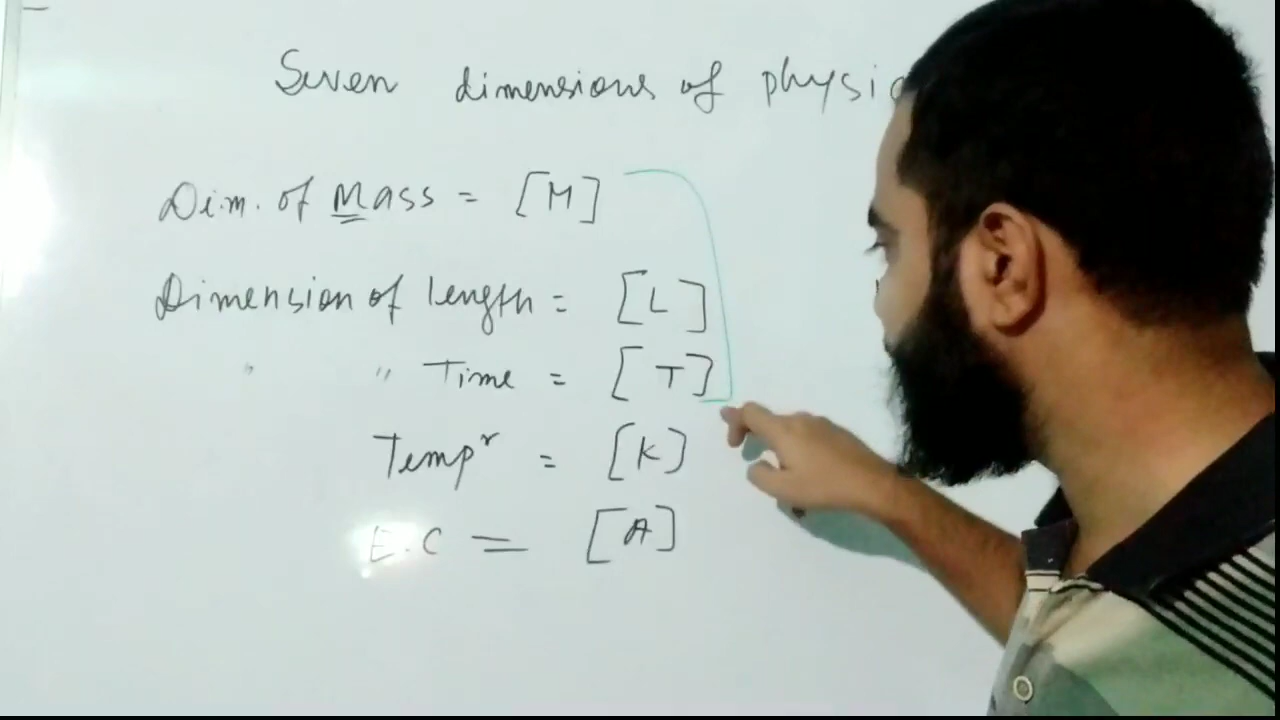 Seven dimensions of physic
Dim. of Mass = [M]
Dimension of Length = [L]
" " Time = [T]
Tempr = [K]
E.C = [A]